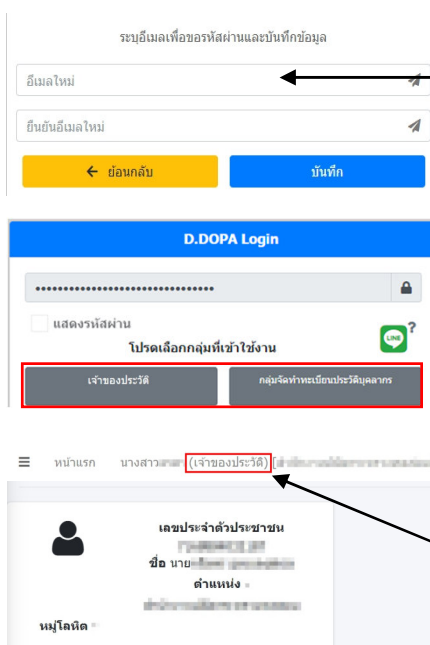 ระบุอีเมลเพื่อขอรหัสผ่านและบันทึกข้อมูล
อีเมลใหม่
ยืนยันอีเมลใหม่
ย้อนกลับ บันทึก
D.DOPA Login
••••••••••••••••••••••••••••••••
แสดงรหัสผ่าน
LINE ?
โปรดเลือกกลุ่มที่เข้าใช้งาน
เจ้าของประวัติ กลุ่มจัดทำทะเบียนประวัติบุคลากร
หน้าแรก นางสาว (เจ้าของประวัติ)
เลขประจำตัวประชาชน
ชื่อ นาย
ตำแหน่ง
หมู่โลหิต